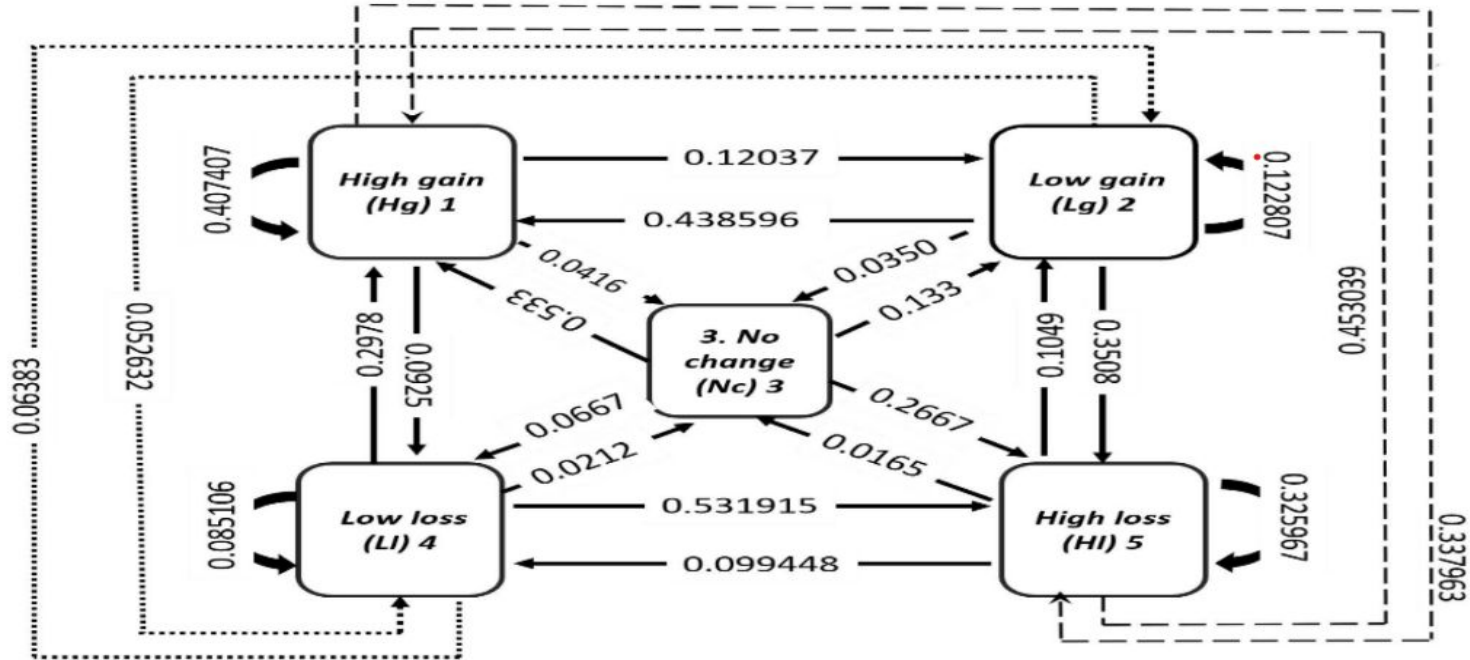 0.407407
High gain
(Hg) 1
0.12037
0.438596
Low gain
(Lg) 2
0.122807
0.0416
0.533
0.0350
0.133
3. No
change
(Nc) 3
0.2978
0.0925
0.1049
0.3508
0.453039
0.052632
0.06383
0.0667
0.0212
0.2667
0.0165
0.085106
Low loss
(Ll) 4
0.531915
0.099448
High loss
(Hl) 5
0.325967
0.337963